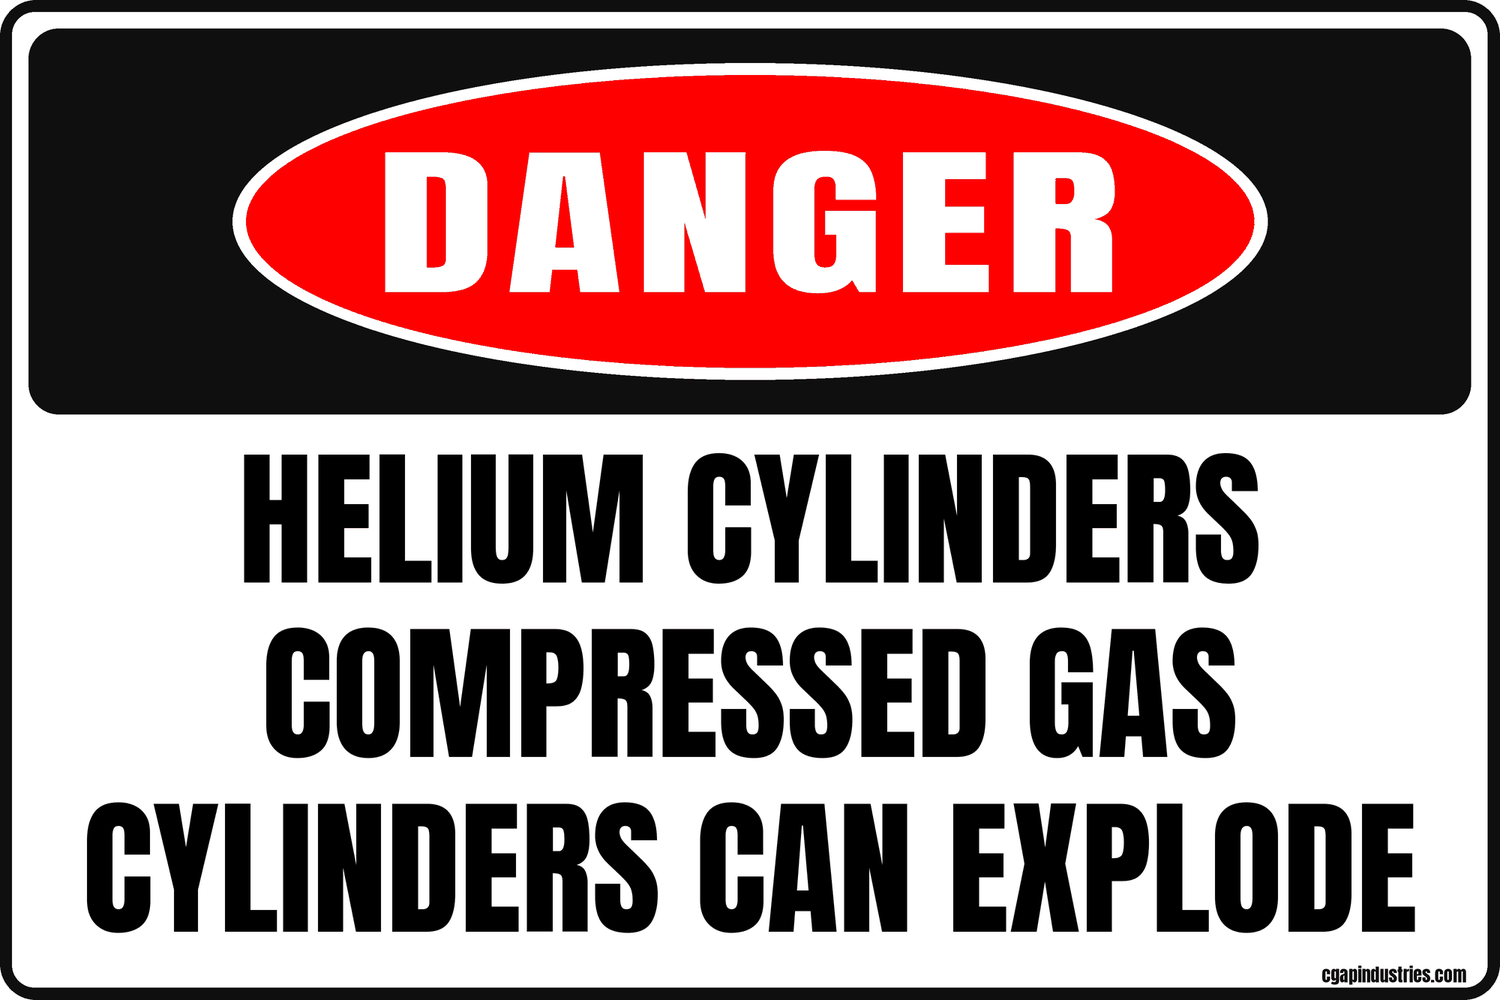 DANGER
HELIUM CYLINDERS
COMPRESSED GAS
CYLINDERS CAN EXPLODE
cgapindustries.com